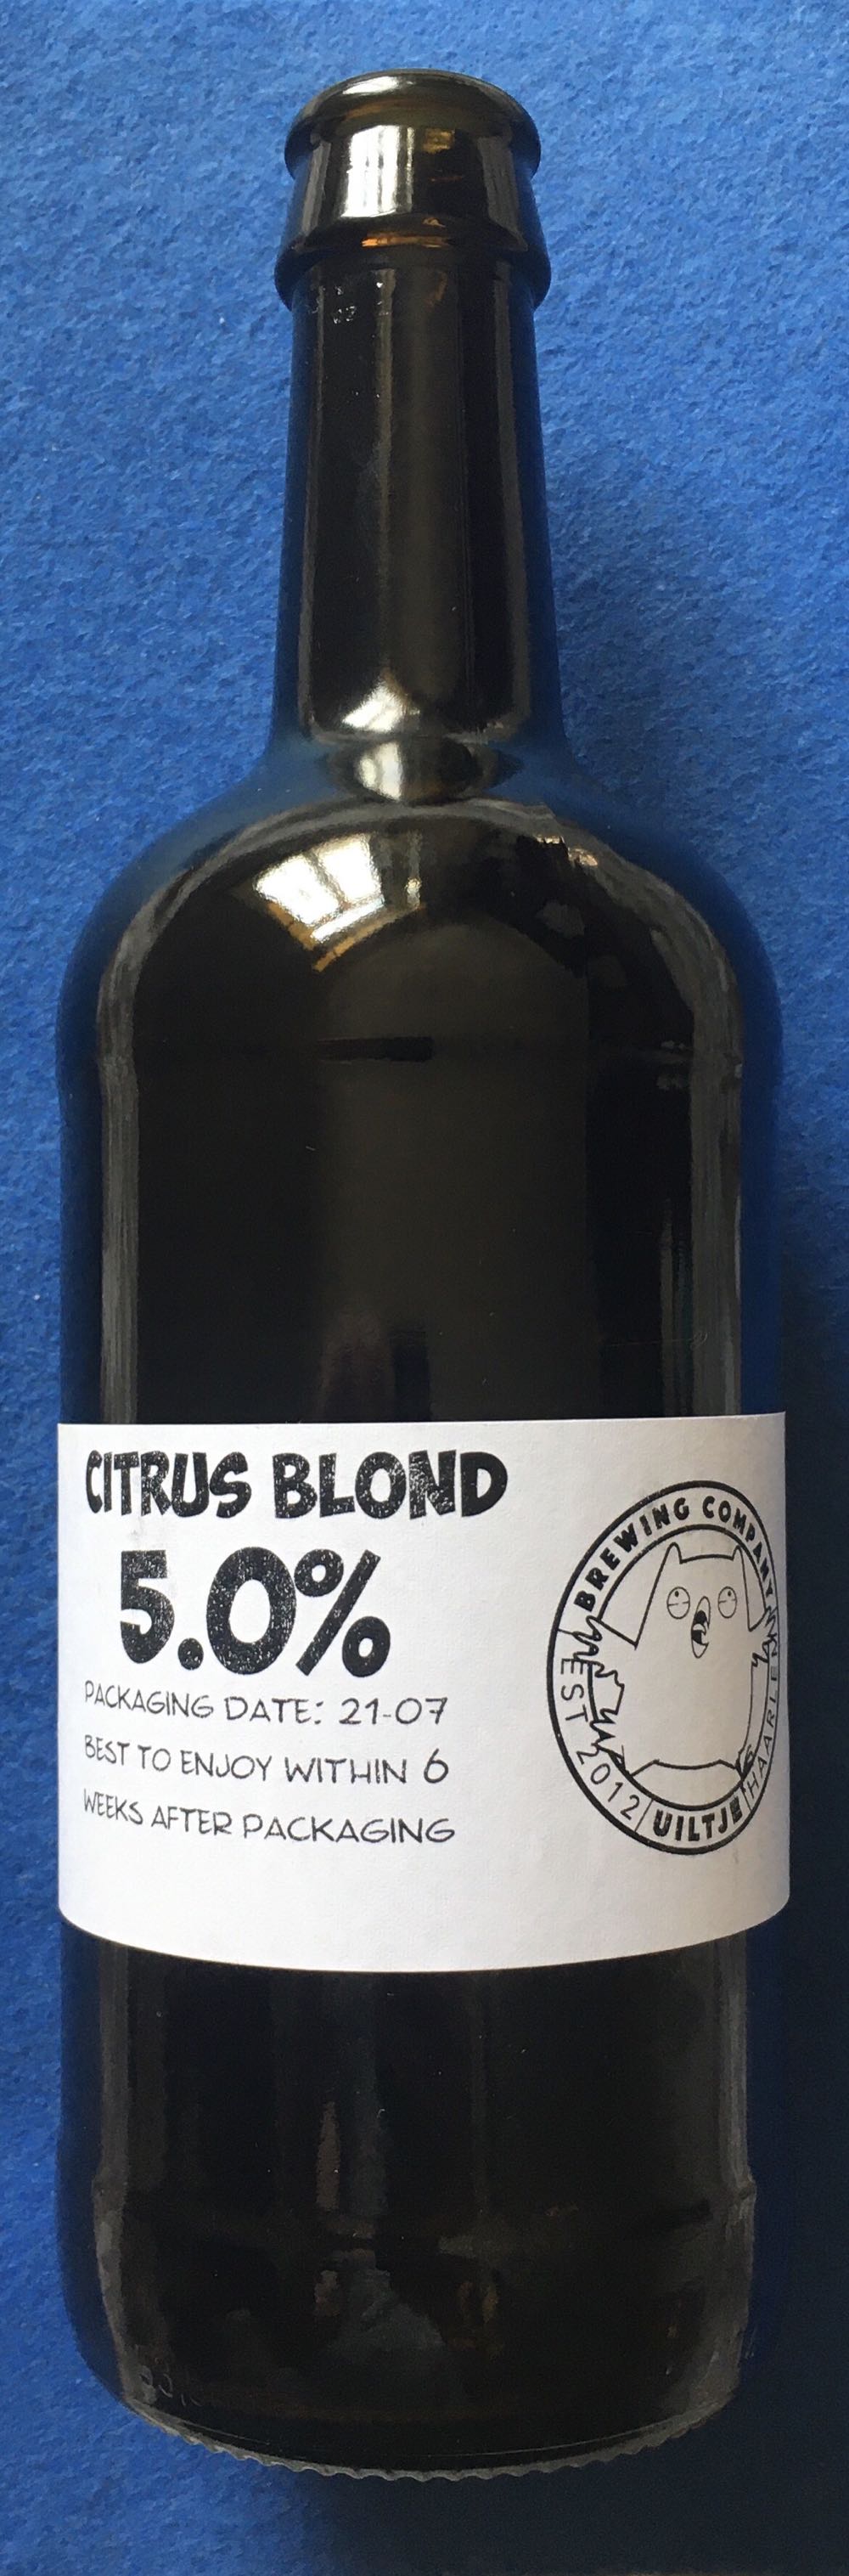 CITRUS BLOND
5.0%
PACKAGING DATE: 21-07
BEST TO ENJOY WITHIN 6
WEEKS AFTER PACKAGING
BREWING COMPANY
EST 2012
UILTJE
HAARLEM